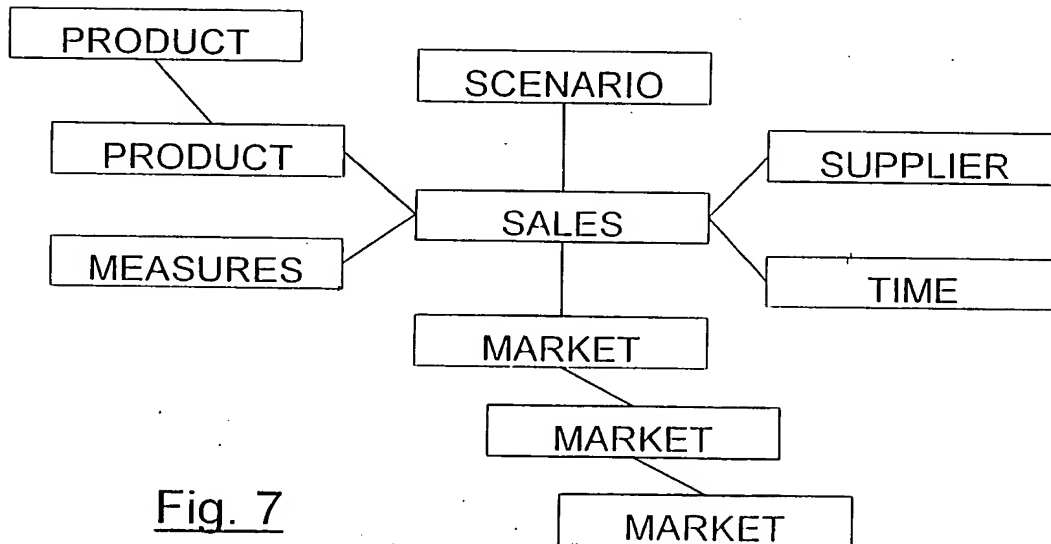 PRODUCT
SCENARIO
PRODUCT
SUPPLIER
SALES
MEASURES
TIME
MARKET
MARKET
Fig. 7
MARKET